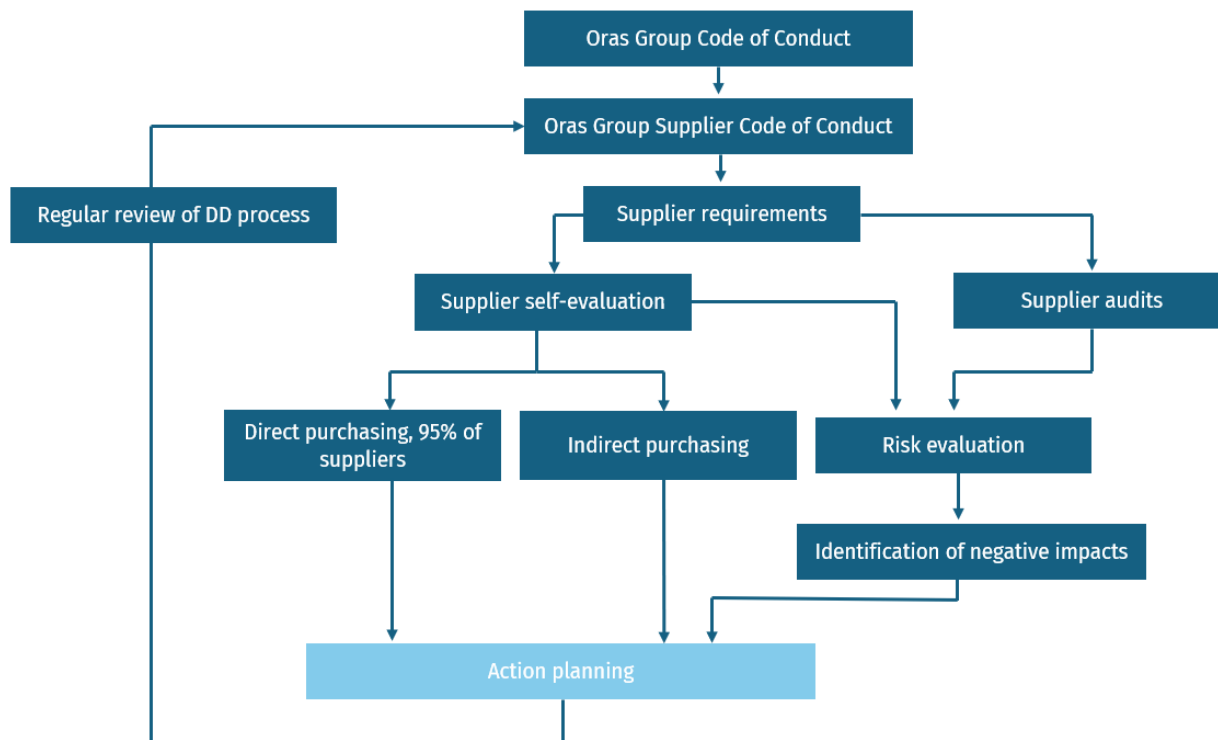 Oras Group Code of Conduct
Oras Group Supplier Code of Conduct
Regular review of DD process
Supplier requirements
Supplier self-evaluation
Supplier audits
Direct purchasing, 95% of
suppliers
Indirect purchasing
Risk evaluation
Identification of negative impacts
Action planning